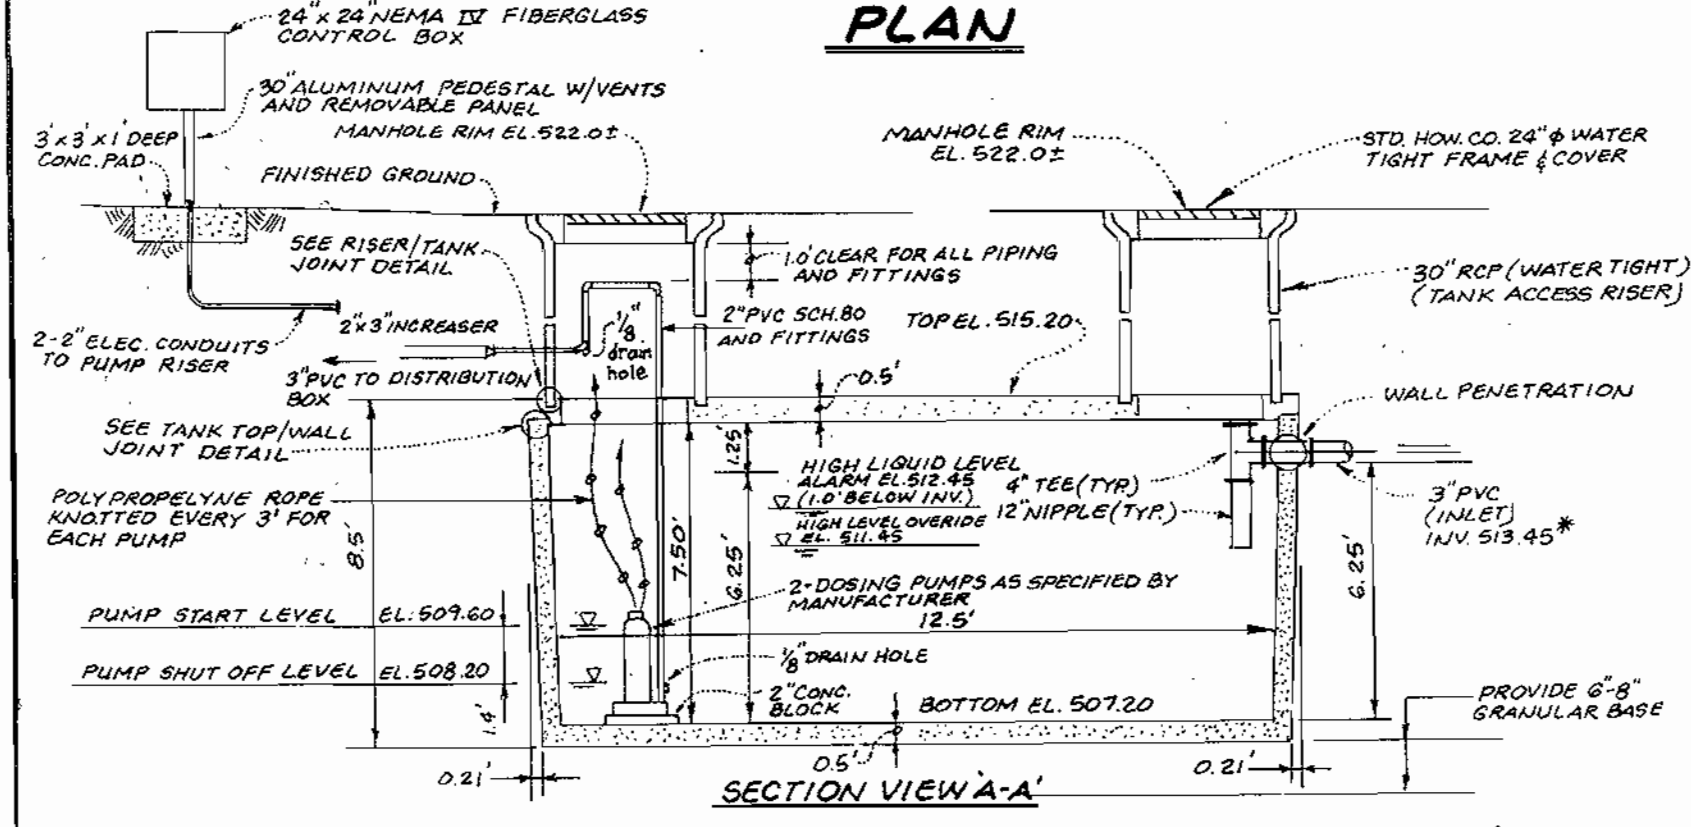 PLAN
24" x 24" NEMA IV FIBERGLASS
CONTROL BOX
30" ALUMINUM PEDESTAL W/VENTS
AND REMOVABLE PANEL
3' x 3' x 1' DEEP
CONC. PAD
MANHOLE RIM EL. 522.0±
FINISHED GROUND
MANHOLE RIM
EL. 522.0±
STD. HOW. CO. 24" ϕ WATER
TIGHT FRAME & COVER
SEE RISER/TANK
JOINT DETAIL
1.0' CLEAR FOR ALL PIPING
AND FITTINGS
30" RCP (WATER TIGHT)
(TANK ACCESS RISER)
2-2" ELEC. CONDUITS
TO PUMP RISER
2"x3" INCREASER
1/8"
drain
hole
2" PVC SCH. 80
AND FITTINGS
TOP EL. 515.20
3" PVC TO DISTRIBUTION
BOX
0.5'
WALL PENETRATION
SEE TANK TOP/WALL
JOINT DETAIL
1.25'
HIGH LIQUID LEVEL
ALARM EL. 512.45
(1.0' BELOW INV.)
HIGH LEVEL OVERIDE
EL. 511.45
4" TEE (TYP.)
12" NIPPLE (TYP.)
3" PVC
(INLET)
INV. 513.45*
POLYPROPELYNE ROPE
KNOTTED EVERY 3' FOR
EACH PUMP
8.5'
7.50'
6.25'
6.25'
2-DOSING PUMPS AS SPECIFIED BY
MANUFACTURER
12.5'
PUMP START LEVEL EL. 509.60
PUMP SHUT OFF LEVEL EL. 508.20
1.4'
1/8" DRAIN HOLE
2" CONC.
BLOCK
BOTTOM EL. 507.20
PROVIDE 6"-8"
GRANULAR BASE
0.5'
0.21'
0.21'
SECTION VIEW 'A-A'